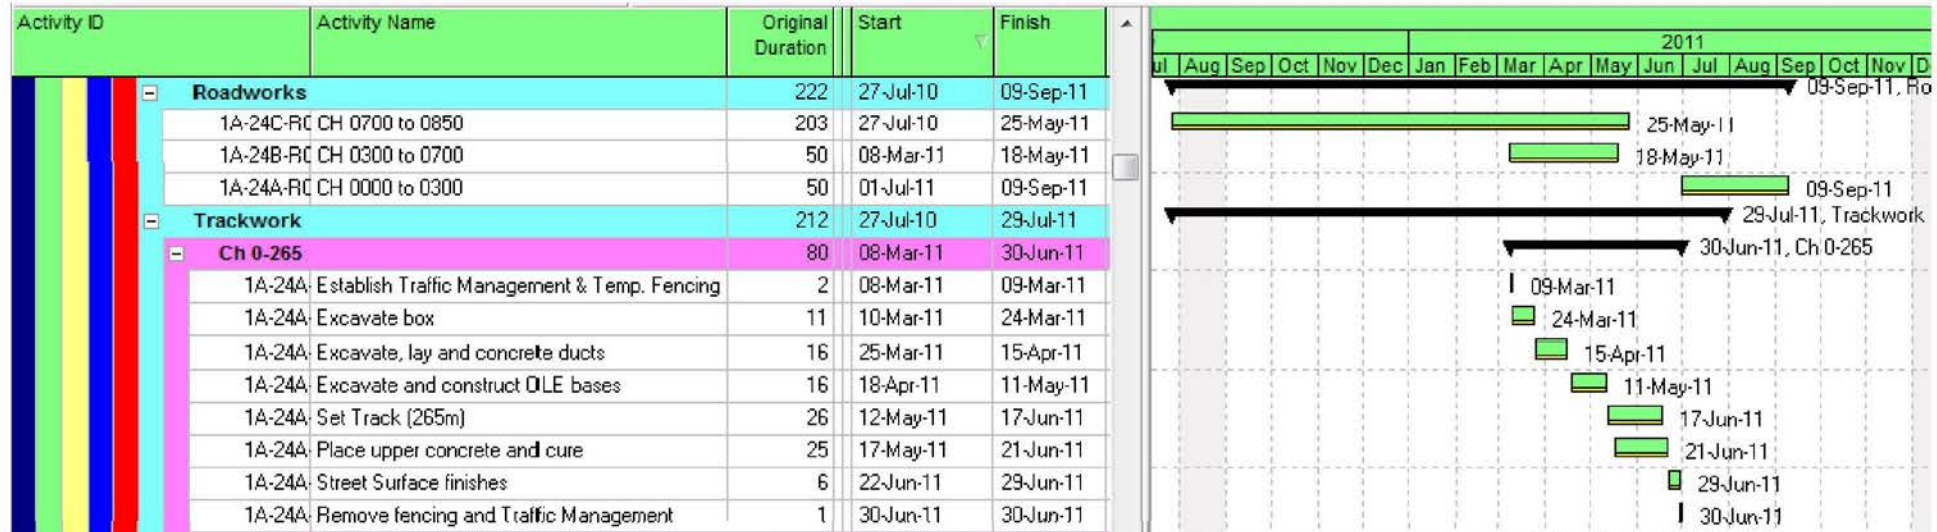 Activity ID Activity Name Original Duration Start Finish
2011
ul Aug Sep Oct Nov Dec Jan Feb Mar Apr May Jun Jul Aug Sep Oct Nov D
Roadworks 222 27-Jul-10 09-Sep-11 09-Sep-11, Ro
1A-24C-RC CH 0700 to 0850 203 27-Jul-10 25-May-11 25-May-11
1A-24B-RC CH 0300 to 0700 50 08-Mar-11 18-May-11 18-May-11
1A-24A-RC CH 0000 to 0300 50 01-Jul-11 09-Sep-11 09-Sep-11
Trackwork 212 27-Jul-10 29-Jul-11 29-Jul-11, Trackwork
Ch 0-265 80 08-Mar-11 30-Jun-11 30-Jun-11, Ch 0-265
1A-24A- Establish Traffic Management & Temp. Fencing 2 08-Mar-11 09-Mar-11 09-Mar-11
1A-24A- Excavate box 11 10-Mar-11 24-Mar-11 24-Mar-11
1A-24A- Excavate, lay and concrete ducts 16 25-Mar-11 15-Apr-11 15-Apr-11
1A-24A- Excavate and construct OLE bases 16 18-Apr-11 11-May-11 11-May-11
1A-24A- Set Track (265m) 26 12-May-11 17-Jun-11 17-Jun-11
1A-24A- Place upper concrete and cure 25 17-May-11 21-Jun-11 21-Jun-11
1A-24A- Street Surface finishes 6 22-Jun-11 29-Jun-11 29-Jun-11
1A-24A- Remove fencing and Traffic Management 1 30-Jun-11 30-Jun-11 30-Jun-11